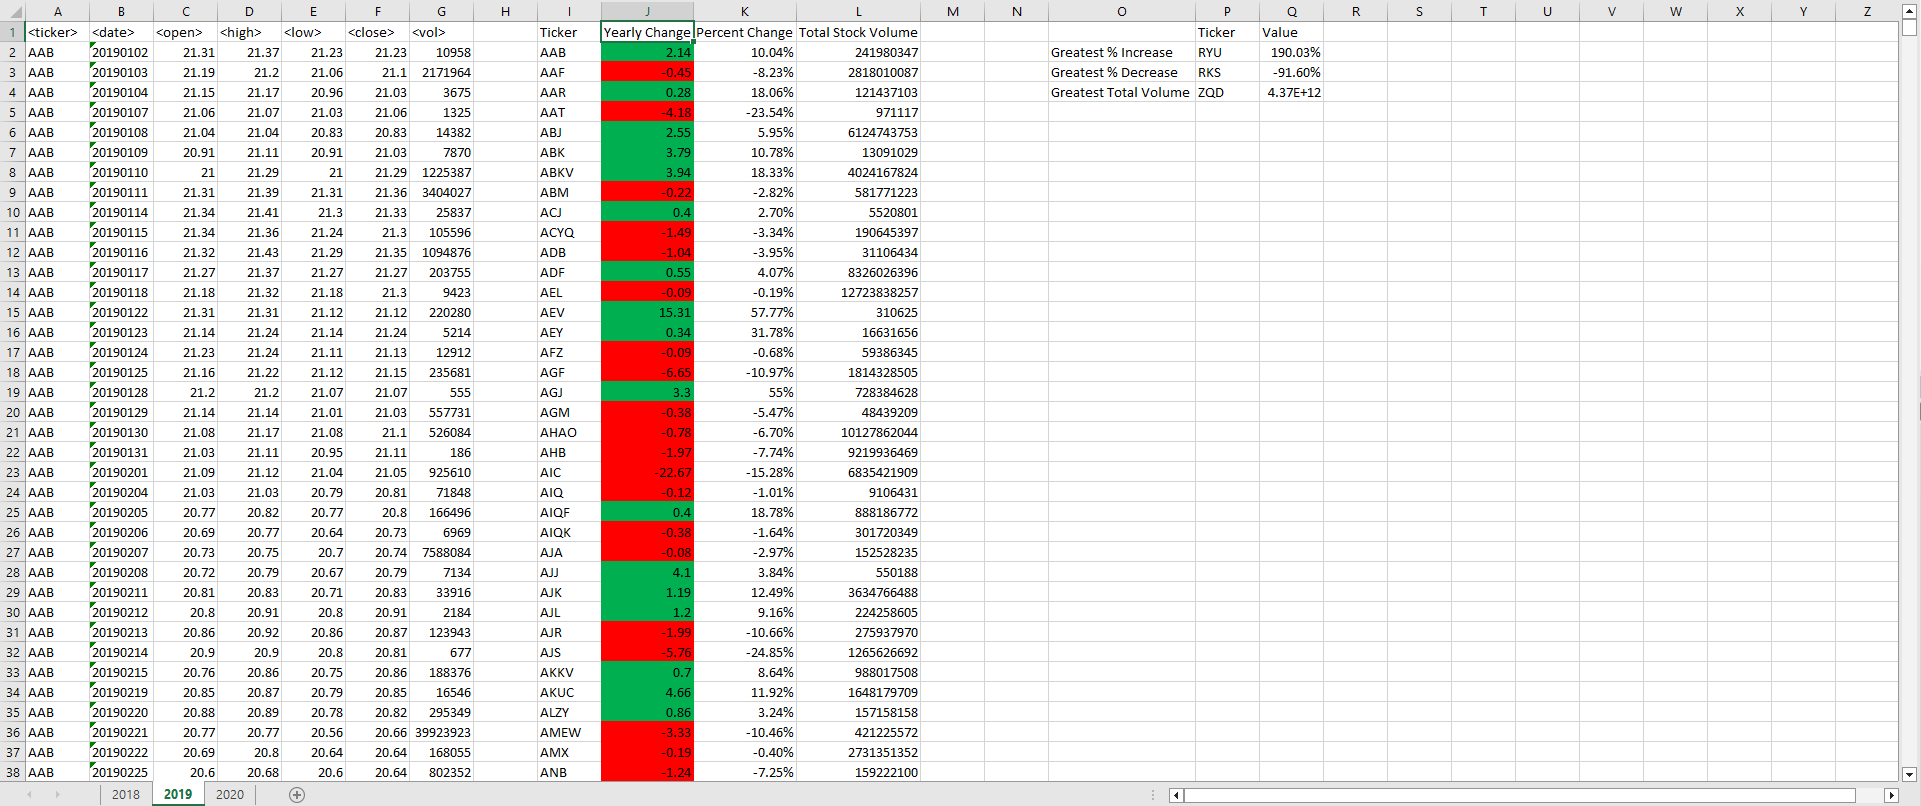 A B C D E F G H I J K L M N O P Q R S T U V W X Y Z
1 <ticker> <date> <open> <high> <low> <close> <vol> Ticker Yearly Change Percent Change Total Stock Volume Ticker Value
2 AAB 20190102 21.31 21.37 21.23 21.23 10958 AAB 2.14 10.04% 241980347 Greatest % Increase RYU 190.03%
3 AAB 20190103 21.19 21.2 21.06 21.1 2171964 AAF -0.45 -8.23% 2818010087 Greatest % Decrease RKS -91.60%
4 AAB 20190104 21.15 21.17 20.96 21.03 3675 AAR 0.28 18.06% 121437103 Greatest Total Volume ZQD 4.37E+12
5 AAB 20190107 21.06 21.07 21.03 21.06 1325 AAT -4.18 -23.54% 971117
6 AAB 20190108 21.04 21.04 20.83 20.83 14382 ABJ 2.55 5.95% 6124743753
7 AAB 20190109 20.91 21.11 20.91 21.03 7870 ABK 3.79 10.78% 13091029
8 AAB 20190110 21 21.29 21 21.29 1225387 ABKV 3.94 18.33% 4024167824
9 AAB 20190111 21.31 21.39 21.31 21.36 3404027 ABM -0.22 -2.82% 581771223
10 AAB 20190114 21.34 21.41 21.3 21.33 25837 ACJ 0.4 2.70% 5520801
11 AAB 20190115 21.34 21.36 21.24 21.3 105596 ACYQ -1.49 -3.34% 190645397
12 AAB 20190116 21.32 21.43 21.29 21.35 1094876 ADB -1.04 -3.95% 31106434
13 AAB 20190117 21.27 21.37 21.27 21.27 203755 ADF 0.55 4.07% 8326026396
14 AAB 20190118 21.18 21.32 21.18 21.3 9423 AEL -0.09 -0.19% 12723838257
15 AAB 20190122 21.31 21.31 21.12 21.12 220280 AEV 15.31 57.77% 310625
16 AAB 20190123 21.14 21.24 21.14 21.24 5214 AEY 0.34 31.78% 16631656
17 AAB 20190124 21.23 21.24 21.11 21.13 12912 AFZ -0.09 -0.68% 59386345
18 AAB 20190125 21.16 21.22 21.12 21.15 235681 AGF -6.65 -10.97% 1814328505
19 AAB 20190128 21.2 21.2 21.07 21.07 555 AGJ 3.3 55% 728384628
20 AAB 20190129 21.14 21.14 21.01 21.03 557731 AGM -0.38 -5.47% 48439209
21 AAB 20190130 21.08 21.17 21.08 21.1 526084 AHAO -0.78 -6.70% 10127862044
22 AAB 20190131 21.03 21.11 20.95 21.11 186 AHB -1.97 -7.74% 9219936469
23 AAB 20190201 21.09 21.12 21.04 21.05 925610 AIC -22.67 -15.28% 6835421909
24 AAB 20190204 21.03 21.03 20.79 20.81 71848 AIQ -0.12 -1.01% 9106431
25 AAB 20190205 20.77 20.82 20.77 20.8 166496 AIQF 0.4 18.78% 888186772
26 AAB 20190206 20.69 20.77 20.64 20.73 6969 AIQK -0.38 -1.64% 301720349
27 AAB 20190207 20.73 20.75 20.7 20.74 7588084 AJA -0.08 -2.97% 152528235
28 AAB 20190208 20.72 20.79 20.67 20.79 7134 AJJ 4.1 3.84% 550188
29 AAB 20190211 20.81 20.83 20.71 20.83 33916 AJK 1.19 12.49% 3634766488
30 AAB 20190212 20.8 20.91 20.8 20.91 2184 AJL 1.2 9.16% 224258605
31 AAB 20190213 20.86 20.92 20.86 20.87 123943 AJR -1.99 -10.66% 275937970
32 AAB 20190214 20.9 20.9 20.8 20.81 677 AJS -5.76 -24.85% 1265626692
33 AAB 20190215 20.76 20.86 20.75 20.86 188376 AKKV 0.7 8.64% 988017508
34 AAB 20190219 20.85 20.87 20.79 20.85 16546 AKUC 4.66 11.92% 1648179709
35 AAB 20190220 20.88 20.89 20.78 20.82 295349 ALZY 0.86 3.24% 157158158
36 AAB 20190221 20.77 20.77 20.56 20.66 39923923 AMEW -3.33 -10.46% 421225572
37 AAB 20190222 20.69 20.8 20.64 20.64 168055 AMX -0.19 -0.40% 2731351352
38 AAB 20190225 20.6 20.68 20.6 20.64 802352 ANB -1.24 -7.25% 159222100
2018 2019 2020